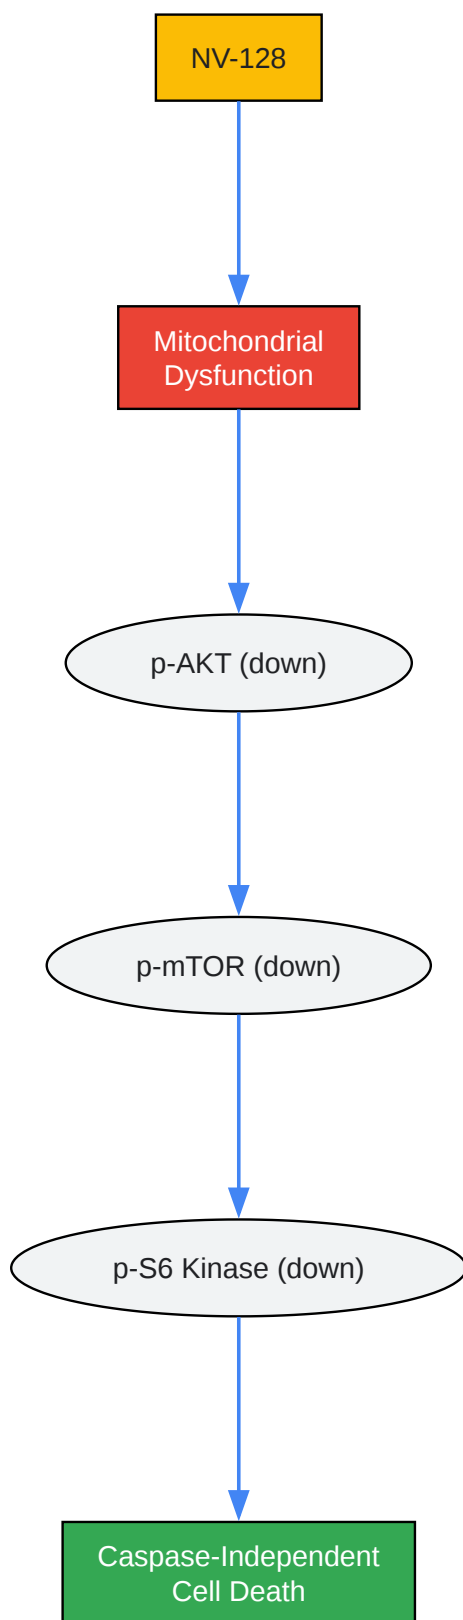 NV-128
Mitochondrial
Dysfunction
p-AKT (down)
p-mTOR (down)
p-S6 Kinase (down)
Caspase-Independent
Cell Death